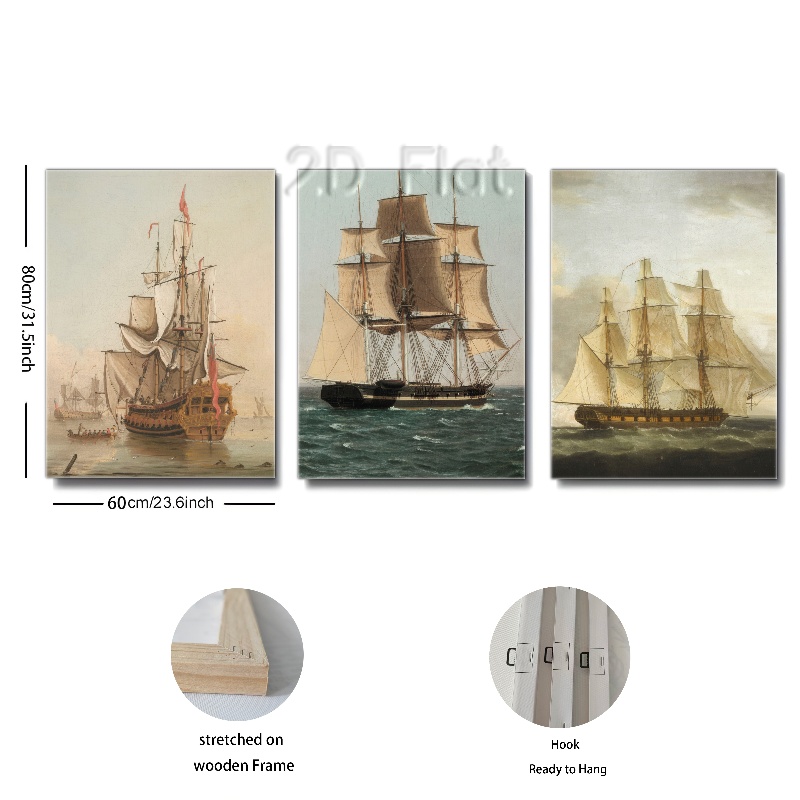 2D Flat
80cm/31.5inch
60cm/23.6inch
stretched on
wooden Frame
Hook
Ready to Hang